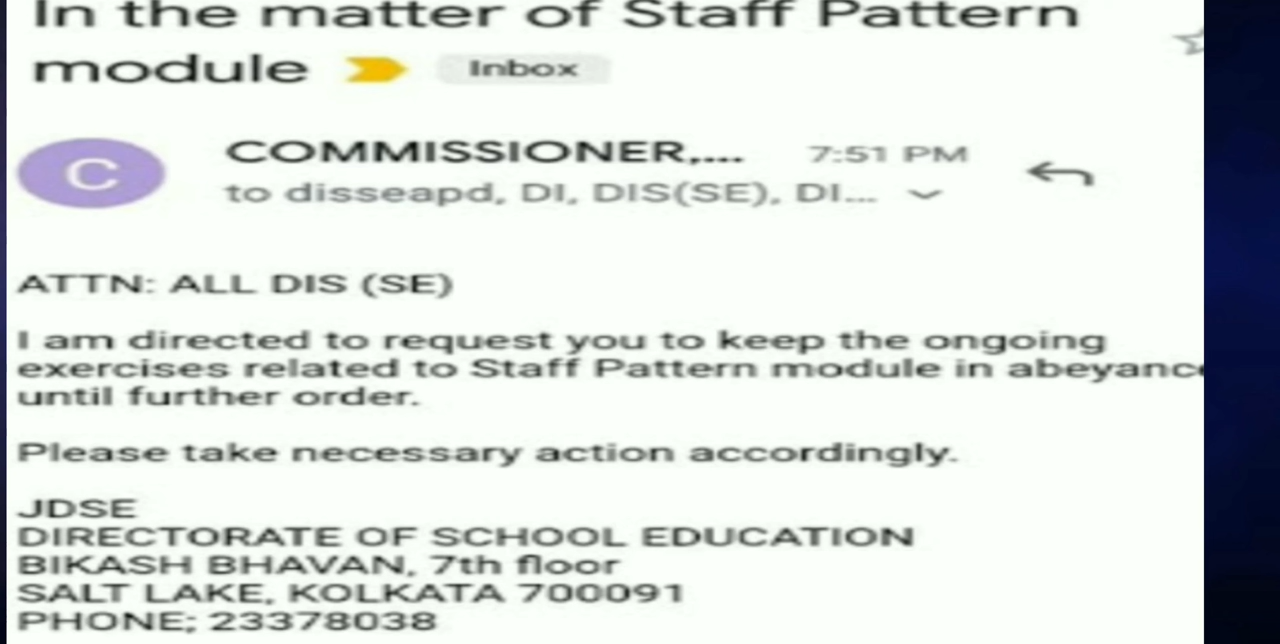 In the matter of Staff Pattern
module Inbox
C
COMMISSIONER,... 7:51 PM
to disseapd, DI, DIS(SE), DI...
ATTN: ALL DIS (SE)
I am directed to request you to keep the ongoing
exercises related to Staff Pattern module in abeyance
until further order.
Please take necessary action accordingly.
JDSE
DIRECTORATE OF SCHOOL EDUCATION
BIKASH BHAVAN, 7th floor
SALT LAKE, KOLKATA 700091
PHONE; 23378038